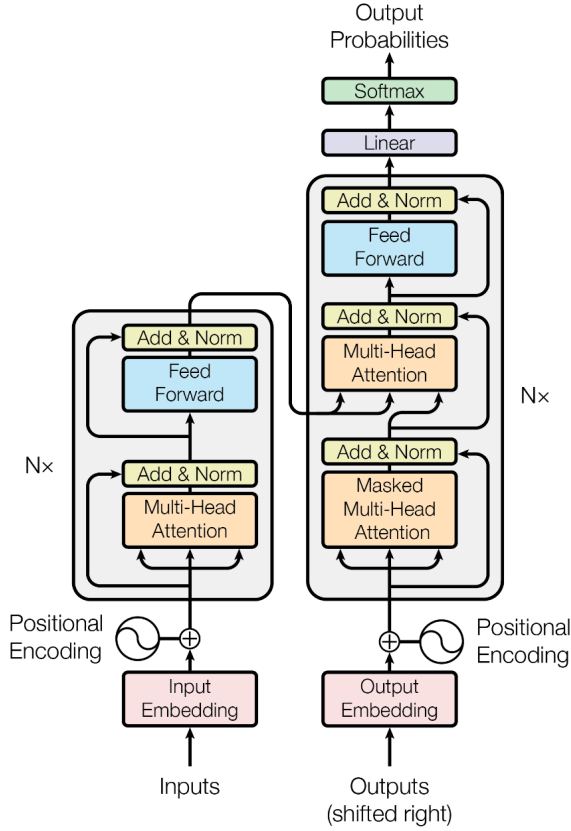 Output
Probabilities
Softmax
Linear
Add & Norm
Feed
Forward
Add & Norm
Multi-Head
Attention
Nx
Add & Norm
Masked
Multi-Head
Attention
Add & Norm
Feed
Forward
Nx
Add & Norm
Multi-Head
Attention
Positional
Encoding
Positional
Encoding
Input
Embedding
Output
Embedding
Inputs
Outputs
(shifted right)